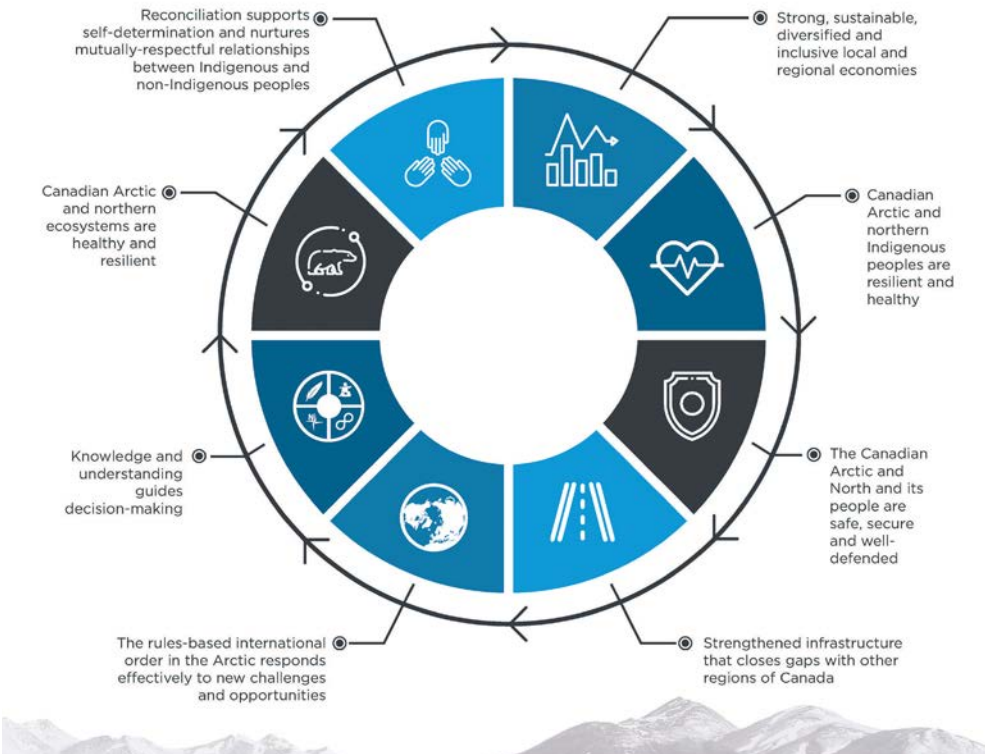 Reconciliation supports
self-determination and nurtures
mutually-respectful relationships
between Indigenous and
non-Indigenous peoples
Strong, sustainable,
diversified and
inclusive local and
regional economies
Canadian
Arctic and
northern
Indigenous
peoples are
resilient and
healthy
The Canadian
Arctic and
North and its
people are
safe, secure
and well-
defended
Strengthened infrastructure
that closes gaps with other
regions of Canada
The rules-based international
order in the Arctic responds
effectively to new challenges
and opportunities
Knowledge and
understanding
guides
decision-making
Canadian Arctic
and northern
ecosystems are
healthy and
resilient